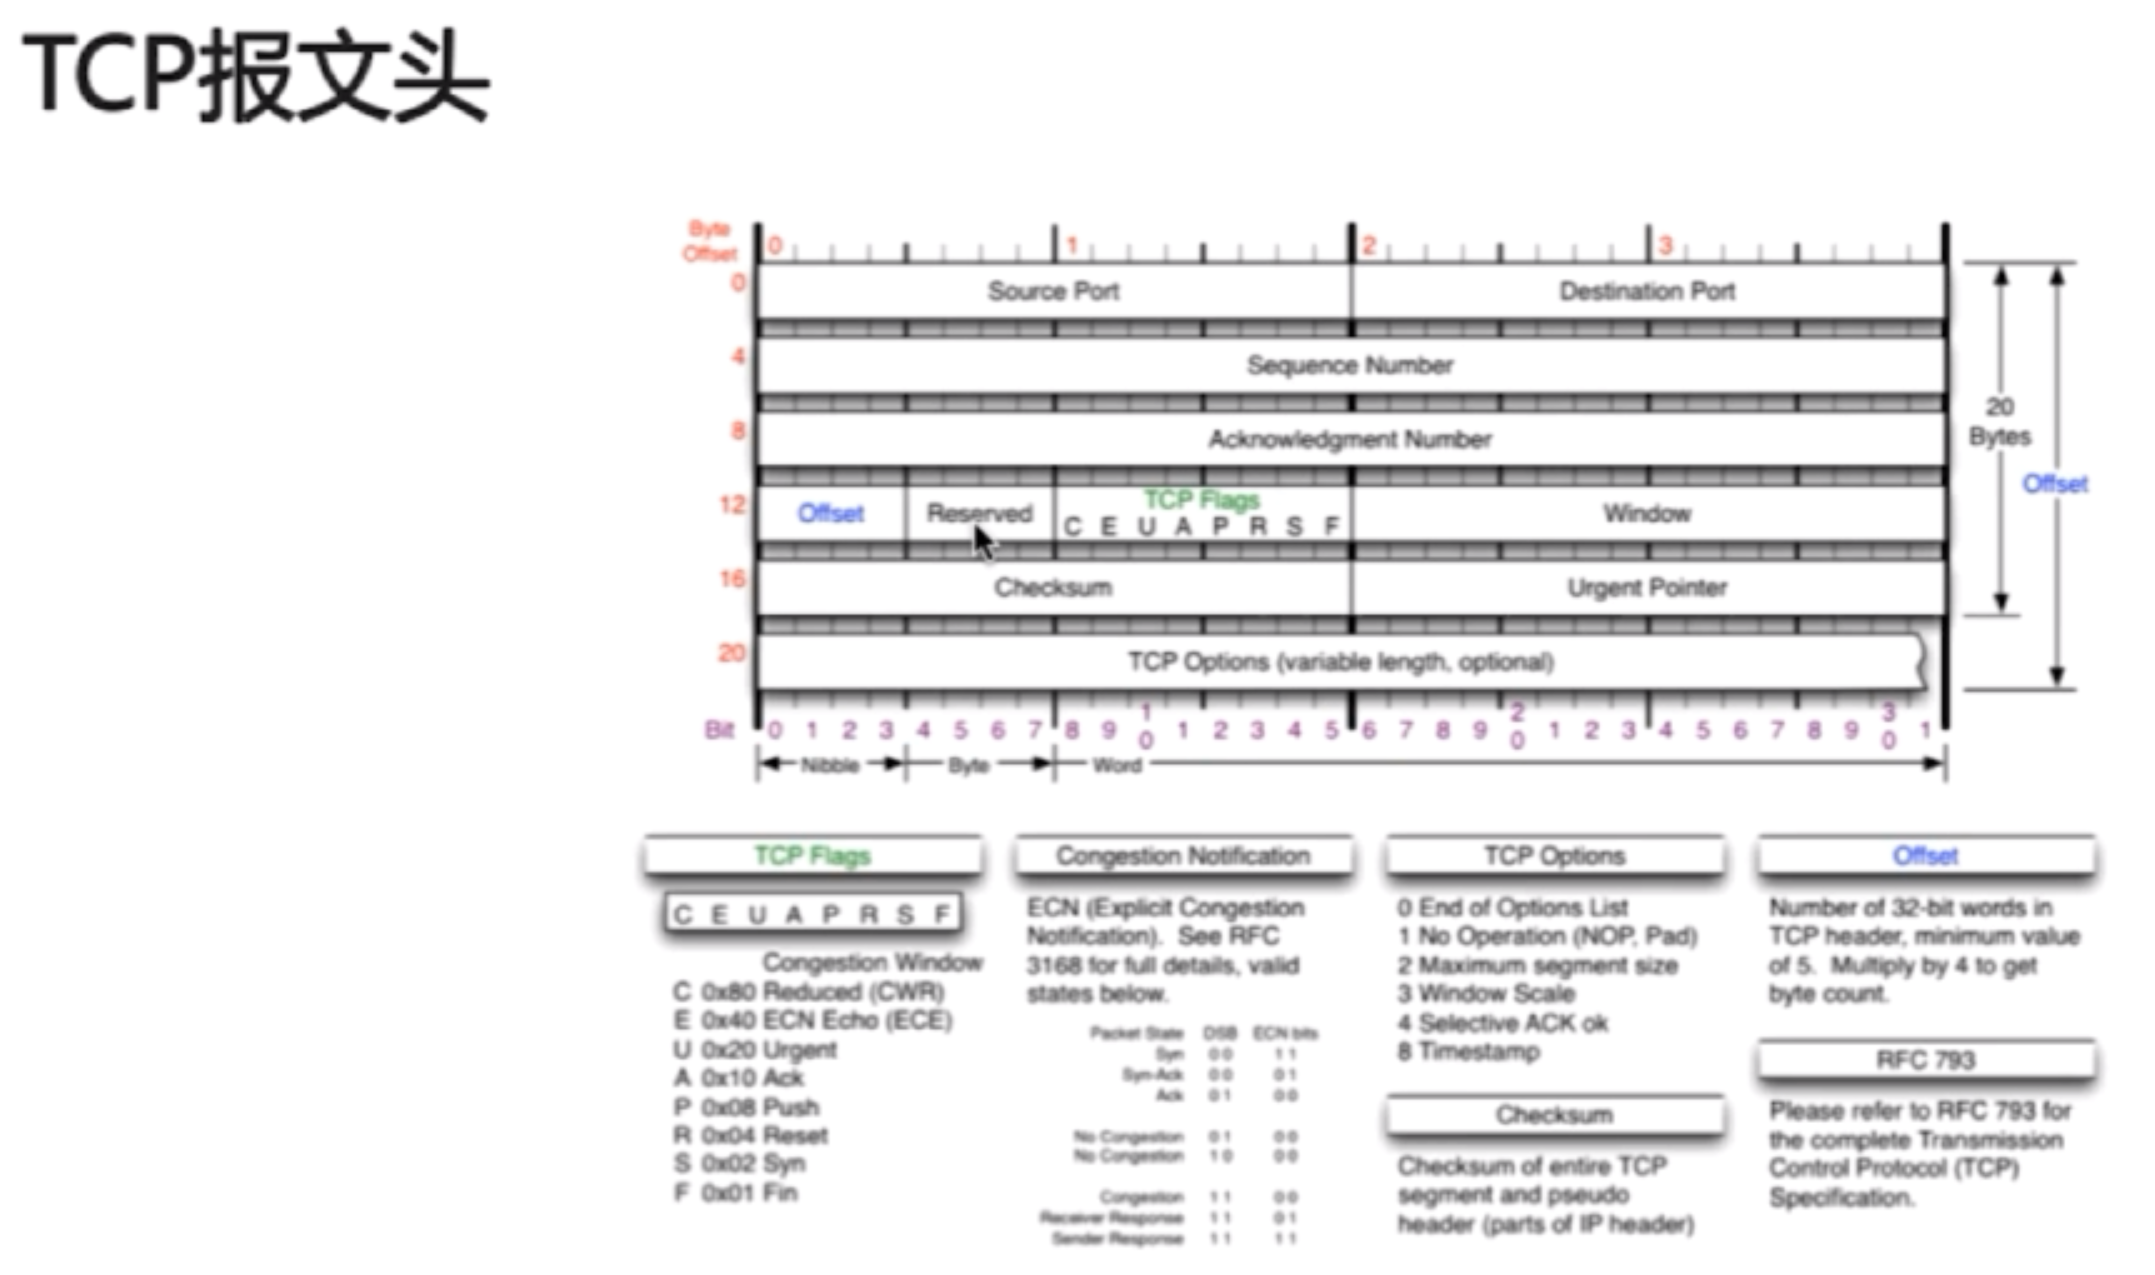 TCP报文头
Byte
Offset
0 1 2 3
0 Source Port Destination Port
4 Sequence Number
8 Acknowledgment Number
20
Bytes
Offset
12 Offset Reserved TCP Flags Window
C E U A P R S F
16 Checksum Urgent Pointer
20 TCP Options (variable length, optional)
Bit 0 1 2 3 4 5 6 7 8 9 10 1 2 3 4 5 6 7 8 9 20 1 2 3 4 5 6 7 8 9 30 1
Nibble Byte Word
TCP Flags
C E U A P R S F
Congestion Window
C 0x80 Reduced (CWR)
E 0x40 ECN Echo (ECE)
U 0x20 Urgent
A 0x10 Ack
P 0x08 Push
R 0x04 Reset
S 0x02 Syn
F 0x01 Fin
Congestion Notification
ECN (Explicit Congestion
Notification). See RFC
3168 for full details, valid
states below.
Packet State DSB ECN bits
Syn 0 0 1 1
Syn-Ack 0 0 0 1
Ack 0 1 0 0
No Congestion 0 1 0 0
No Congestion 1 0 0 0
Congestion 1 1 0 0
Receiver Response 1 1 0 1
Sender Response 1 1 1 1
TCP Options
0 End of Options List
1 No Operation (NOP, Pad)
2 Maximum segment size
3 Window Scale
4 Selective ACK ok
8 Timestamp
Checksum
Checksum of entire TCP
segment and pseudo
header (parts of IP header)
Offset
Number of 32-bit words in
TCP header, minimum value
of 5. Multiply by 4 to get
byte count.
RFC 793
Please refer to RFC 793 for
the complete Transmission
Control Protocol (TCP)
Specification.